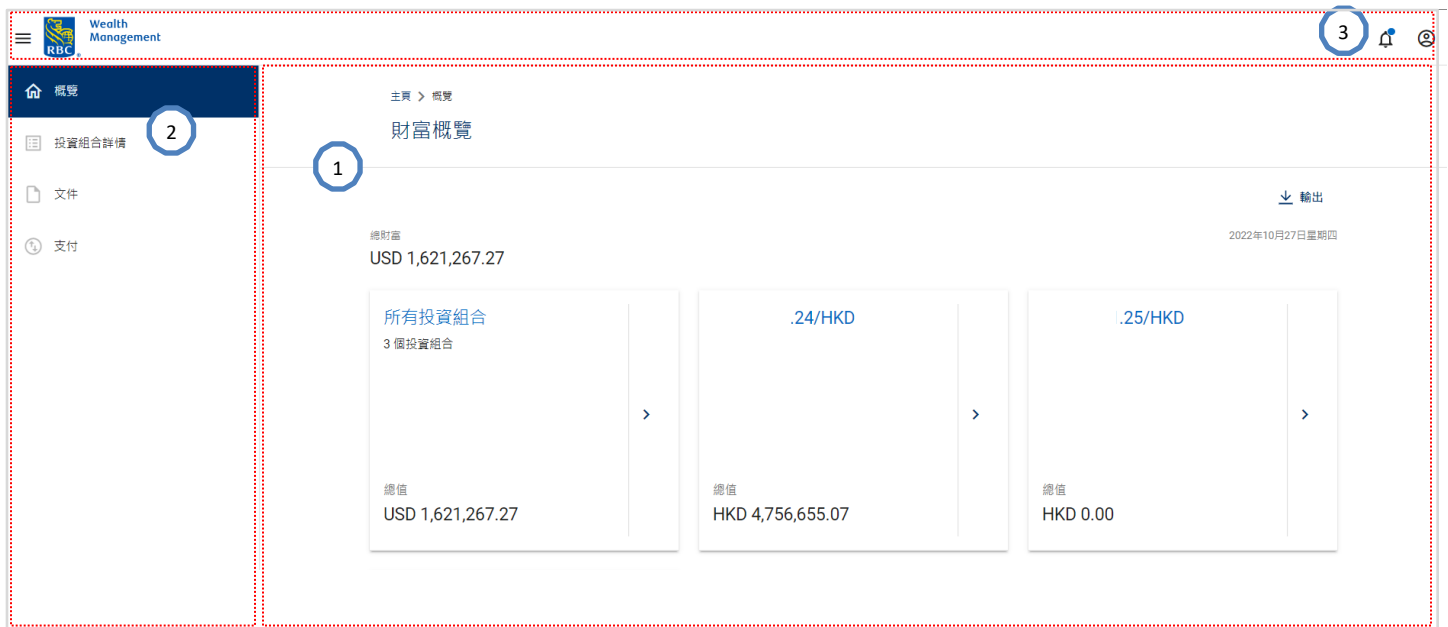 Wealth
Management
RBC
3
概覽
2
投資組合詳情
文件
支付
主頁 > 概覽
財富概覽
1
輸出
總財富
2022年10月27日星期四
USD 1,621,267.27
所有投資組合
3 個投資組合
總值
USD 1,621,267.27
.24/HKD
總值
HKD 4,756,655.07
.25/HKD
總值
HKD 0.00